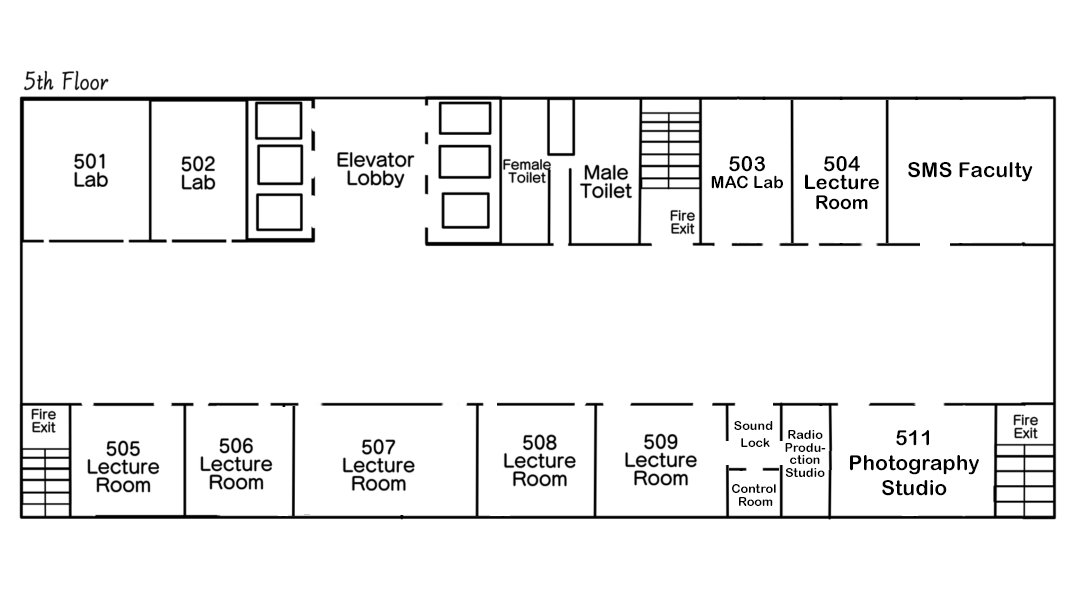 5th Floor
501
Lab
502
Lab
Elevator
Lobby
Female
Toilet
Male
Toilet
Fire
Exit
503
MAC Lab
504
Lecture
Room
SMS Faculty
Fire
Exit
505
Lecture
Room
506
Lecture
Room
507
Lecture
Room
508
Lecture
Room
509
Lecture
Room
Sound
Lock
Control
Room
Radio
Produ-
ction
Studio
511
Photography
Studio
Fire
Exit